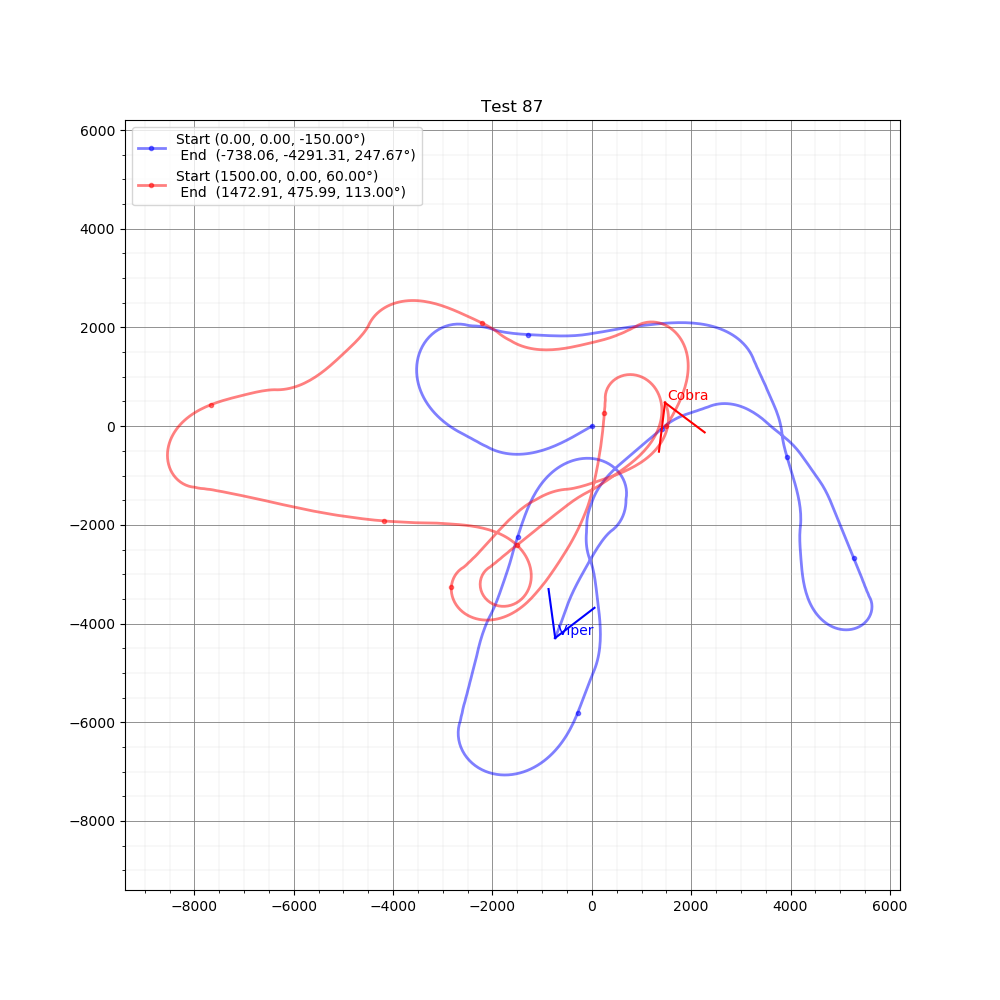 Test 87
Start (0.00, 0.00, -150.00°)
End (-738.06, -4291.31, 247.67°)
Start (1500.00, 0.00, 60.00°)
End (1472.91, 475.99, 113.00°)
6000
4000
2000
0
−2000
−4000
−6000
−8000
Cobra
Viper
−8000 −6000 −4000 −2000 0 2000 4000 6000